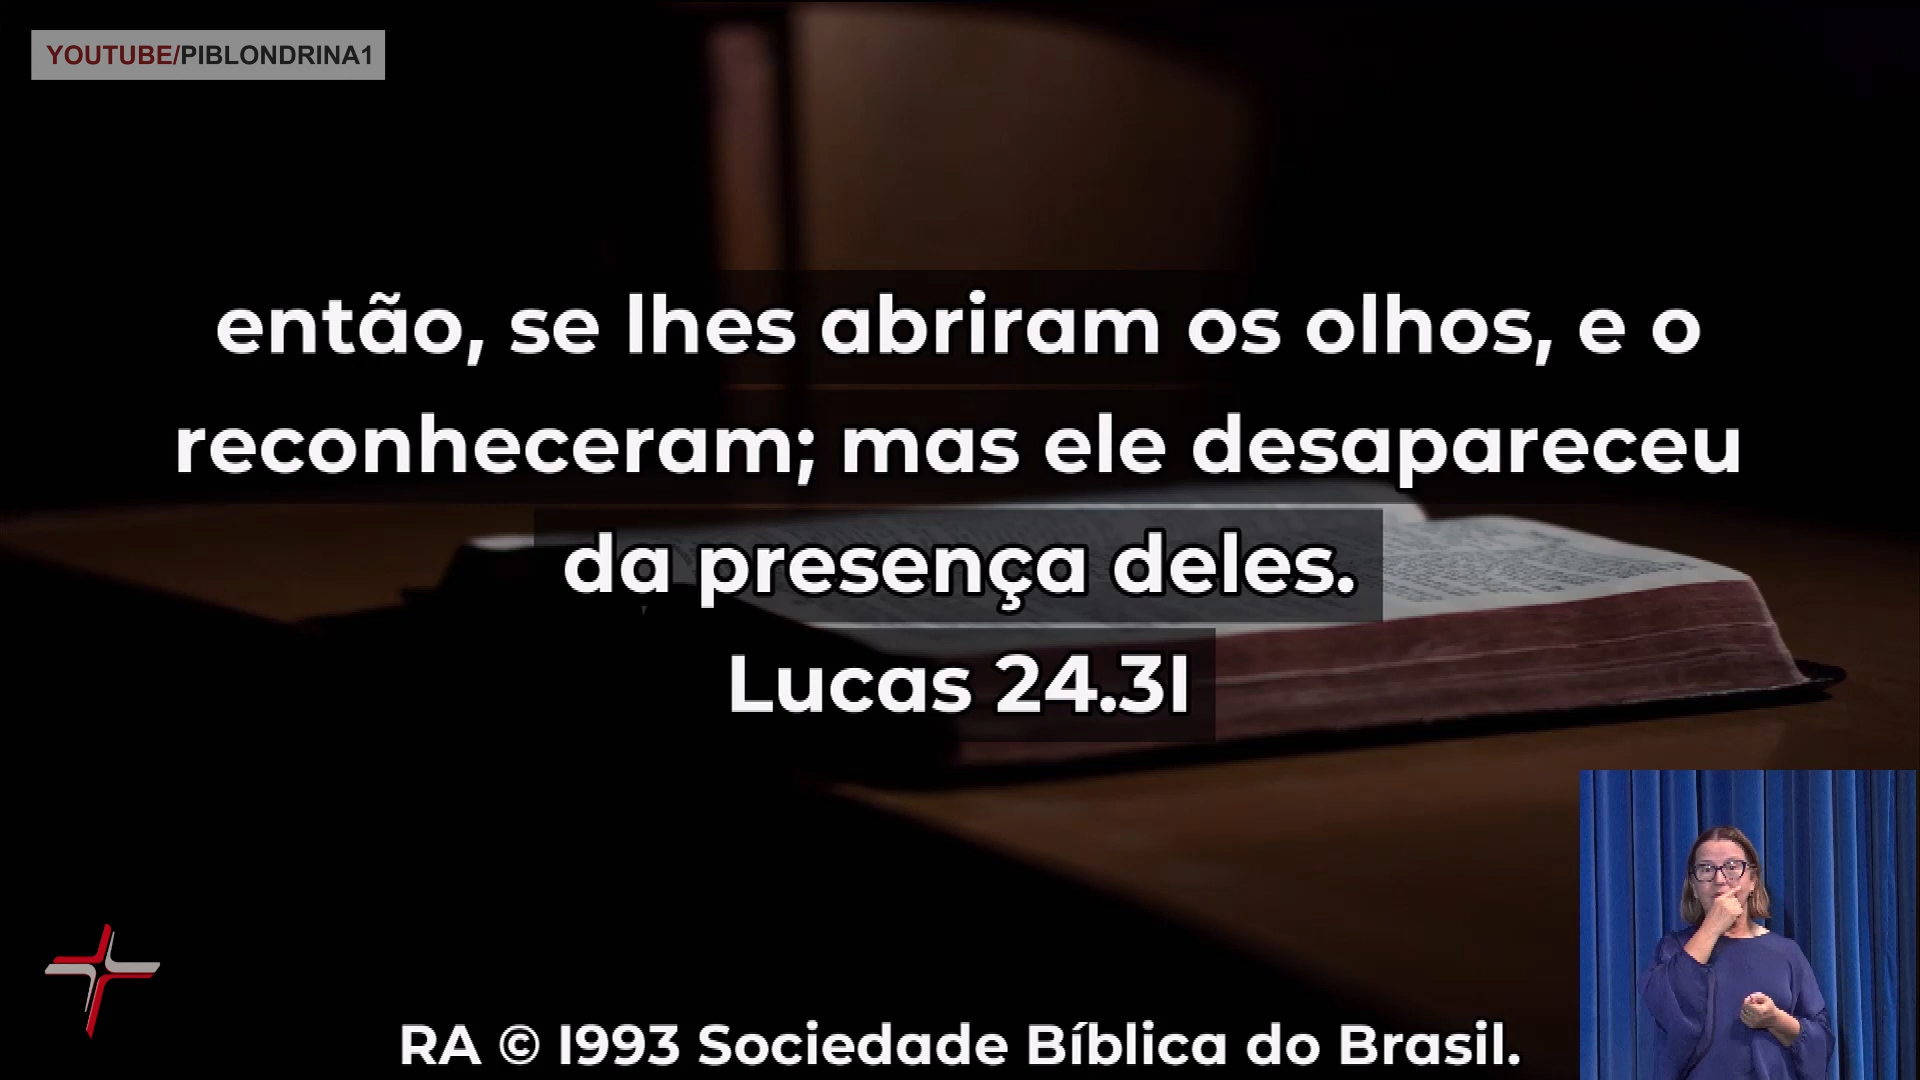 YOUTUBE/PIBLONDRINA1
então, se lhes abriram os olhos, e o
reconheceram; mas ele desapareceu
da presença deles.
Lucas 24.31
RA © 1993 Sociedade Bíblica do Brasil.